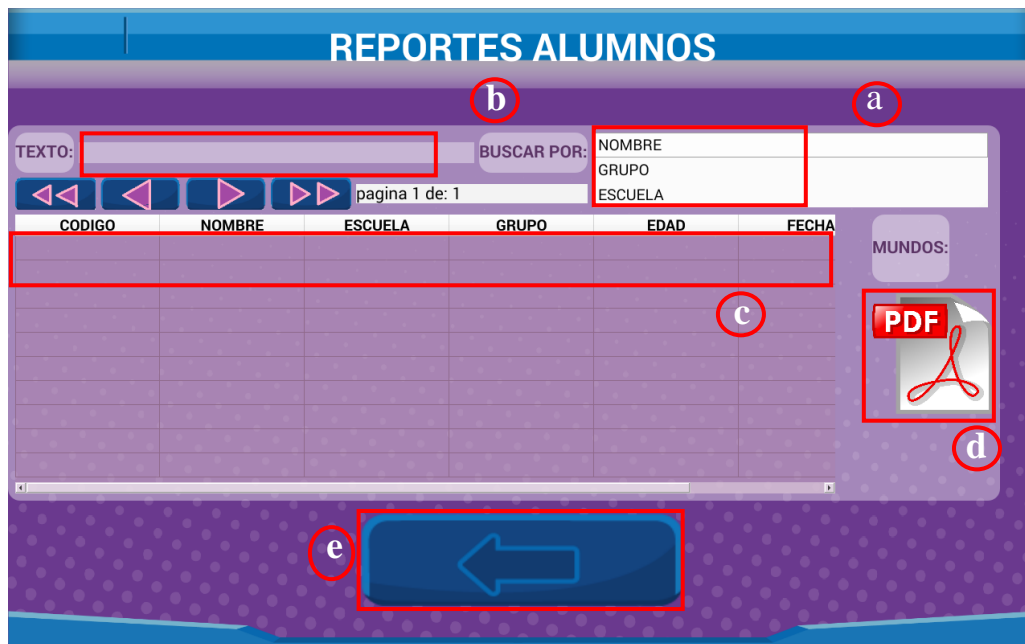 REPORTES ALUMNOS
b
a
TEXTO:
BUSCAR POR:
NOMBRE
GRUPO
ESCUELA
pagina 1 de: 1
CODIGO NOMBRE ESCUELA GRUPO EDAD FECHA
MUNDOS:
c
PDF
d
e